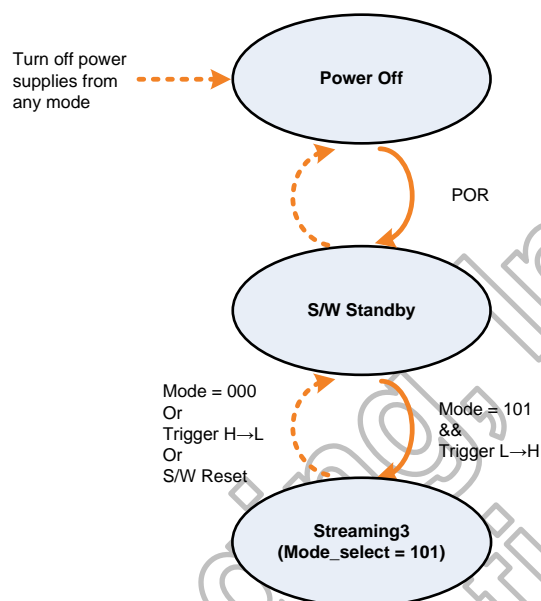 Turn off power
supplies from
any mode
Power Off
POR
S/W Standby
Mode = 000
Or
Trigger H→L
Or
S/W Reset
Mode = 101
&&
Trigger L→H
Streaming3
(Mode_select = 101)